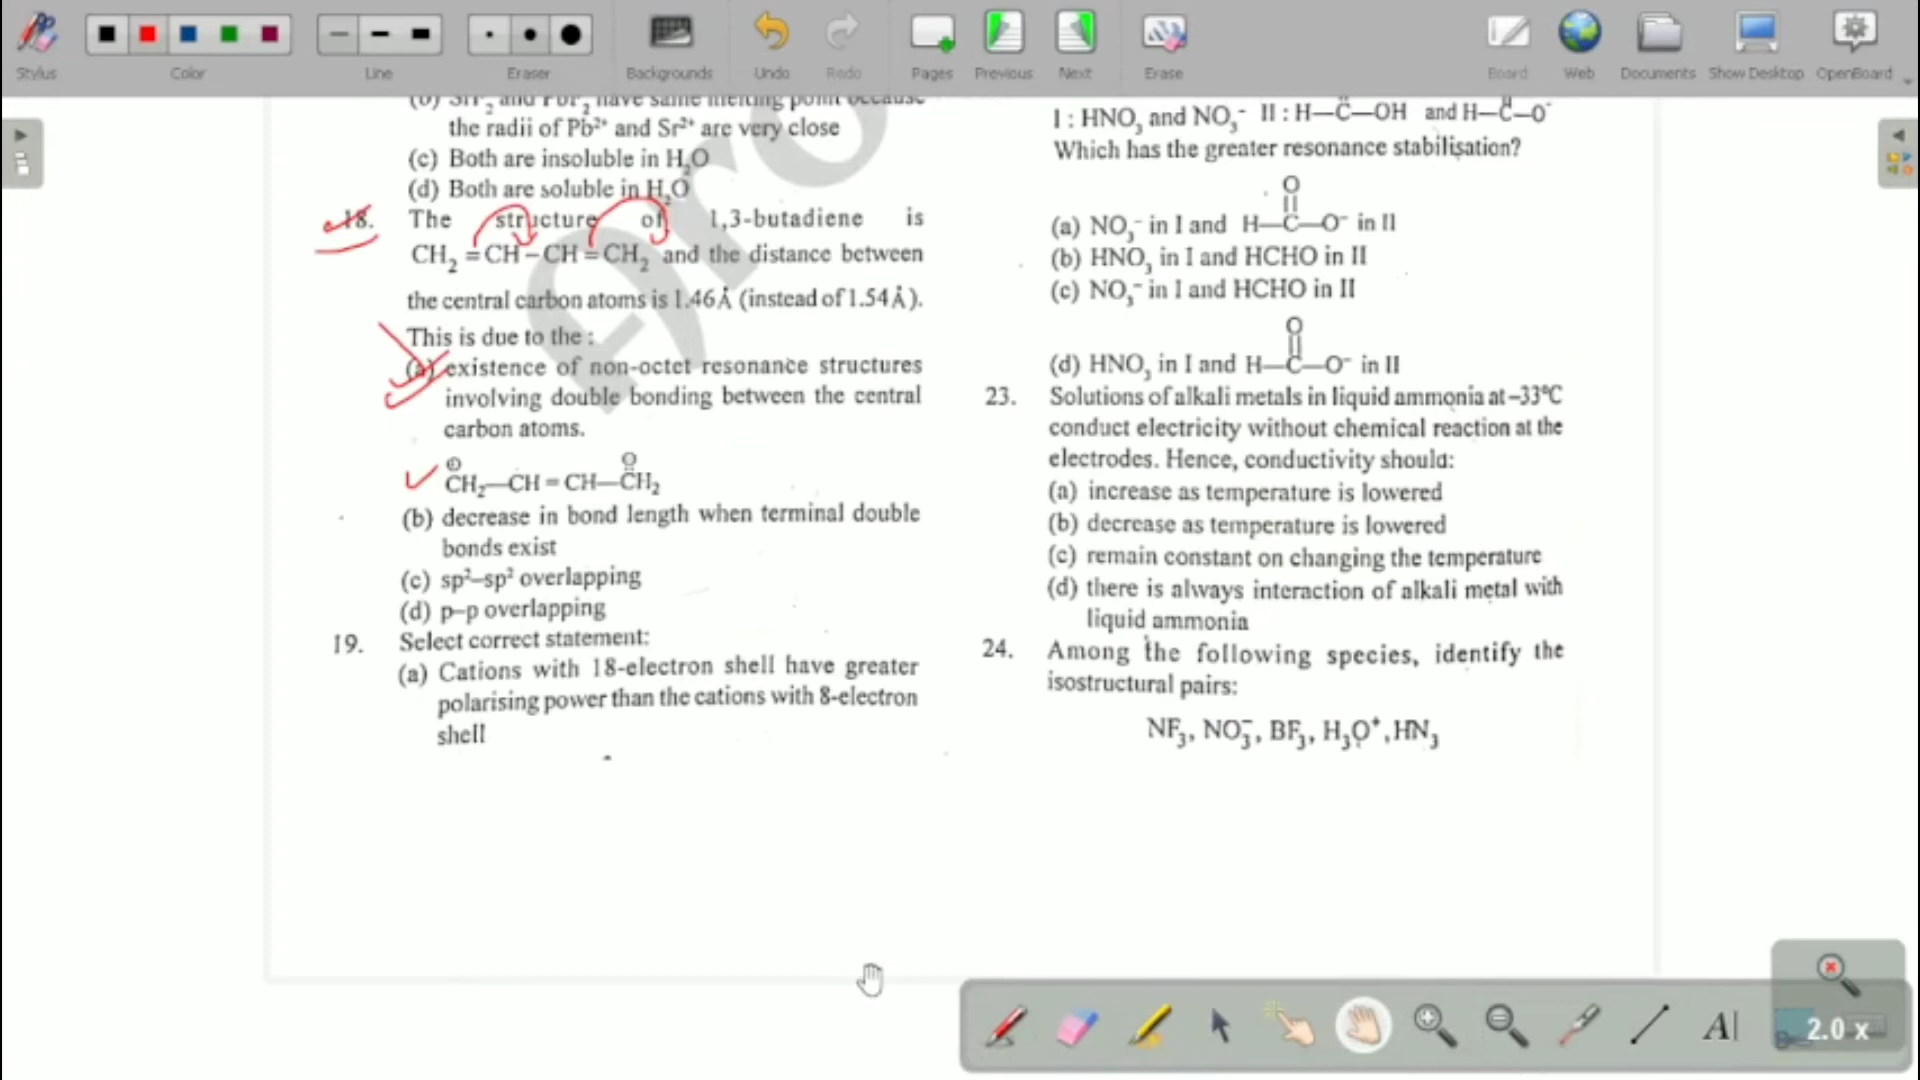 Stylus
Color
Line
Eraser
Backgrounds
Undo
Redo
Pages
Previous
Next
Erase
Board
Web
Documents
Show Desktop
OpenBoard
have same melting point because
the radii of Pb²⁺ and Sr²⁺ are very close
(c) Both are insoluble in H₂O
(d) Both are soluble in H₂O
18. The structure of 1,3-butadiene is
CH₂ = CH – CH = CH₂ and the distance between
the central carbon atoms is 1.46Å (instead of 1.54Å).
This is due to the :
(a) existence of non-octet resonance structures
involving double bonding between the central
carbon atoms.
CH₂—CH = CH—CH₂
(b) decrease in bond length when terminal double
bonds exist
(c) sp²–sp² overlapping
(d) p–p overlapping
19. Select correct statement:
(a) Cations with 18-electron shell have greater
polarising power than the cations with 8-electron
shell
I : HNO₃ and NO₃⁻ II : H—C—OH and H—C—O⁻
Which has the greater resonance stabilisation?
O
(a) NO₃⁻ in I and H—C—O⁻ in II
(b) HNO₃ in I and HCHO in II
(c) NO₃⁻ in I and HCHO in II
O
(d) HNO₃ in I and H—C—O⁻ in II
23. Solutions of alkali metals in liquid ammonia at –33°C
conduct electricity without chemical reaction at the
electrodes. Hence, conductivity should:
(a) increase as temperature is lowered
(b) decrease as temperature is lowered
(c) remain constant on changing the temperature
(d) there is always interaction of alkali metal with
liquid ammonia
24. Among the following species, identify the
isostructural pairs:
NF₃, NO₃⁻, BF₃, H₃O⁺, HN₃
2.0 x